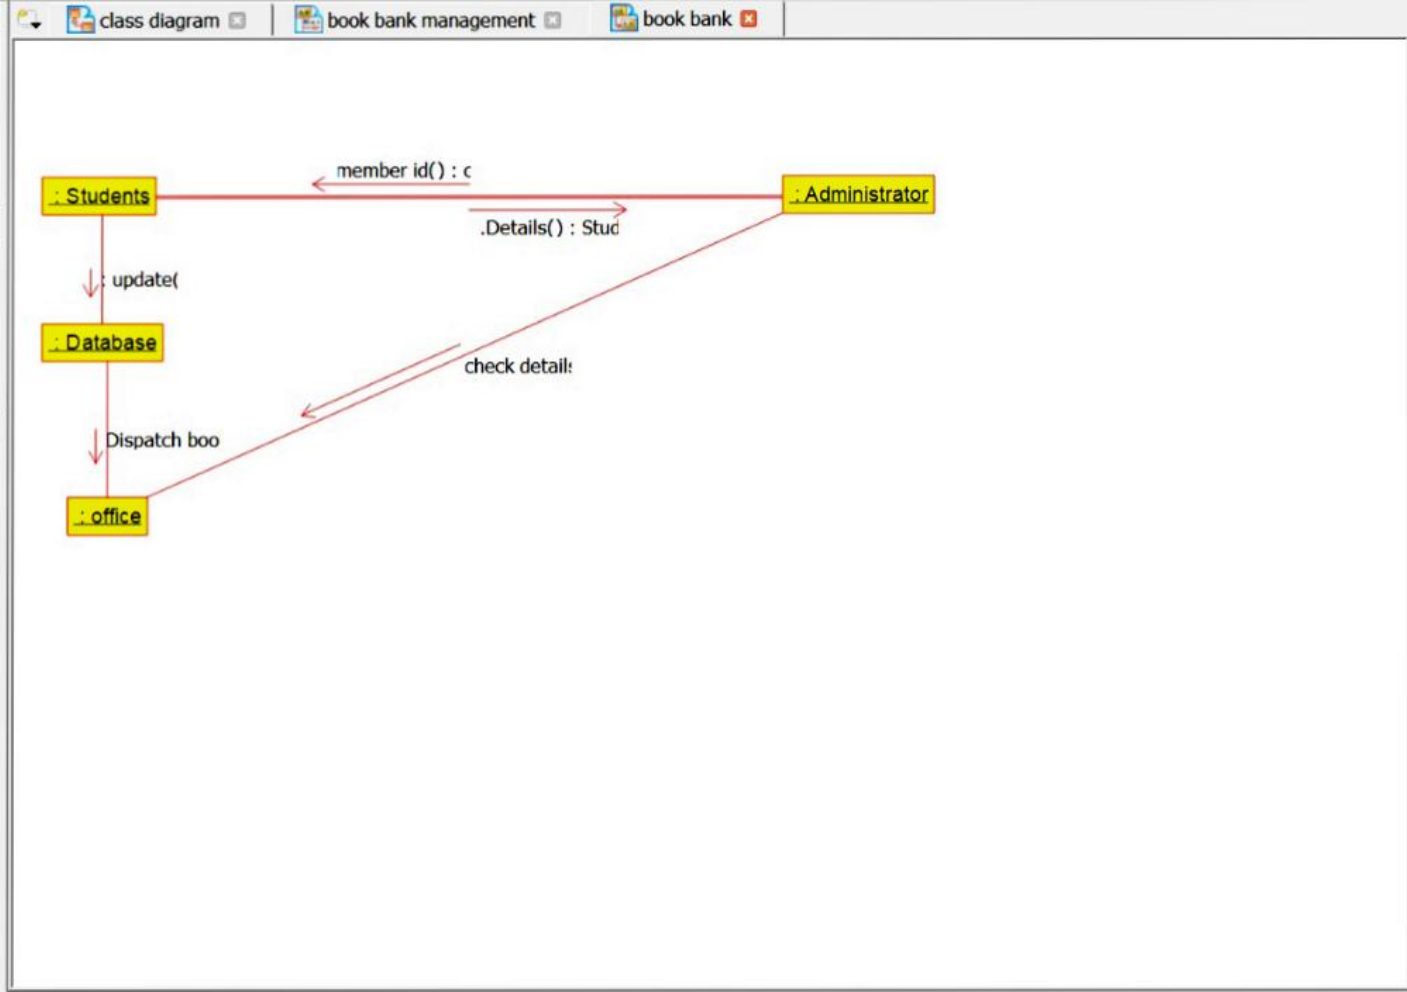 class diagram
book bank management
book bank
member id() : c
: Students
: Administrator
.Details() : Stud
: update(
: Database
check details
Dispatch boo
: office